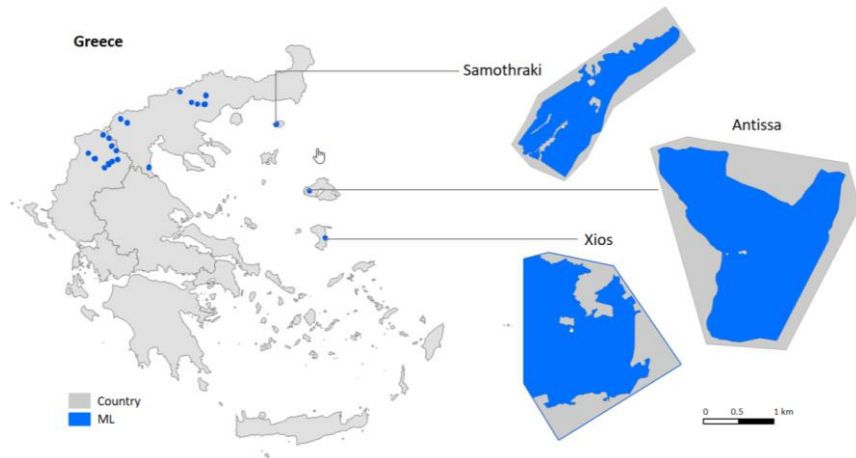 Greece
Samothraki
Antissa
Xios
Country
ML
0 0.5 1 km